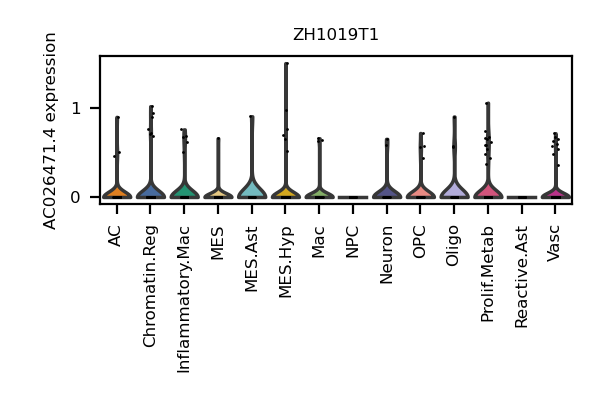 ZH1019T1
AC026471.4 expression
1
0
AC
Chromatin.Reg
Inflammatory.Mac
MES
MES.Ast
MES.Hyp
Mac
NPC
Neuron
OPC
Oligo
Prolif.Metab
Reactive.Ast
Vasc